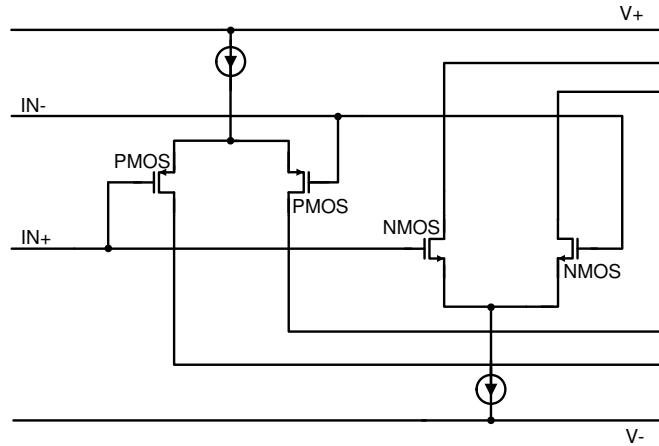 V+
IN-
PMOS
PMOS
NMOS
IN+
NMOS
V-